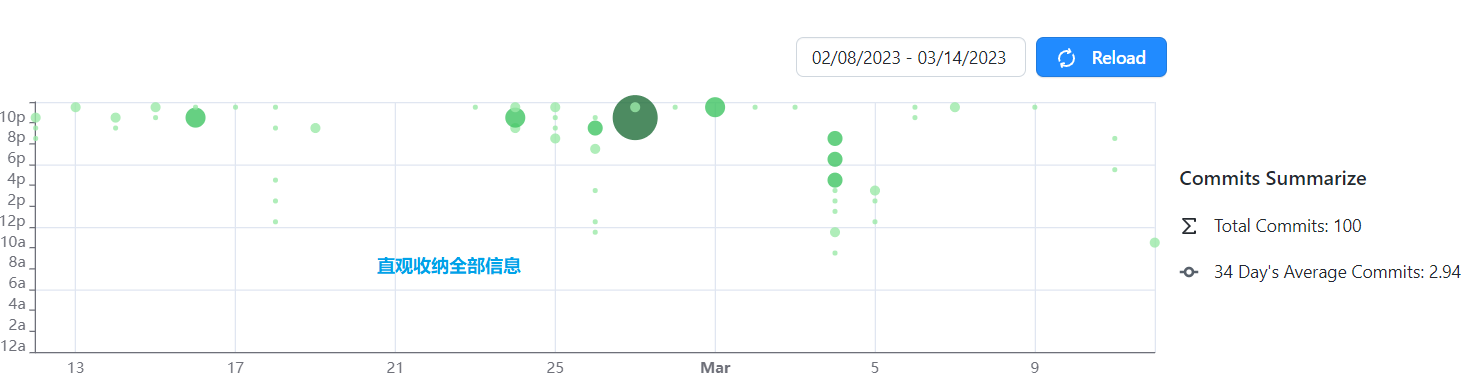 02/08/2023 - 03/14/2023
Reload
10p
8p
6p
4p
2p
12p
10a
8a
6a
4a
2a
12a
直观收纳全部信息
13 17 21 25 Mar 5 9
Commits Summarize
Total Commits: 100
34 Day's Average Commits: 2.94